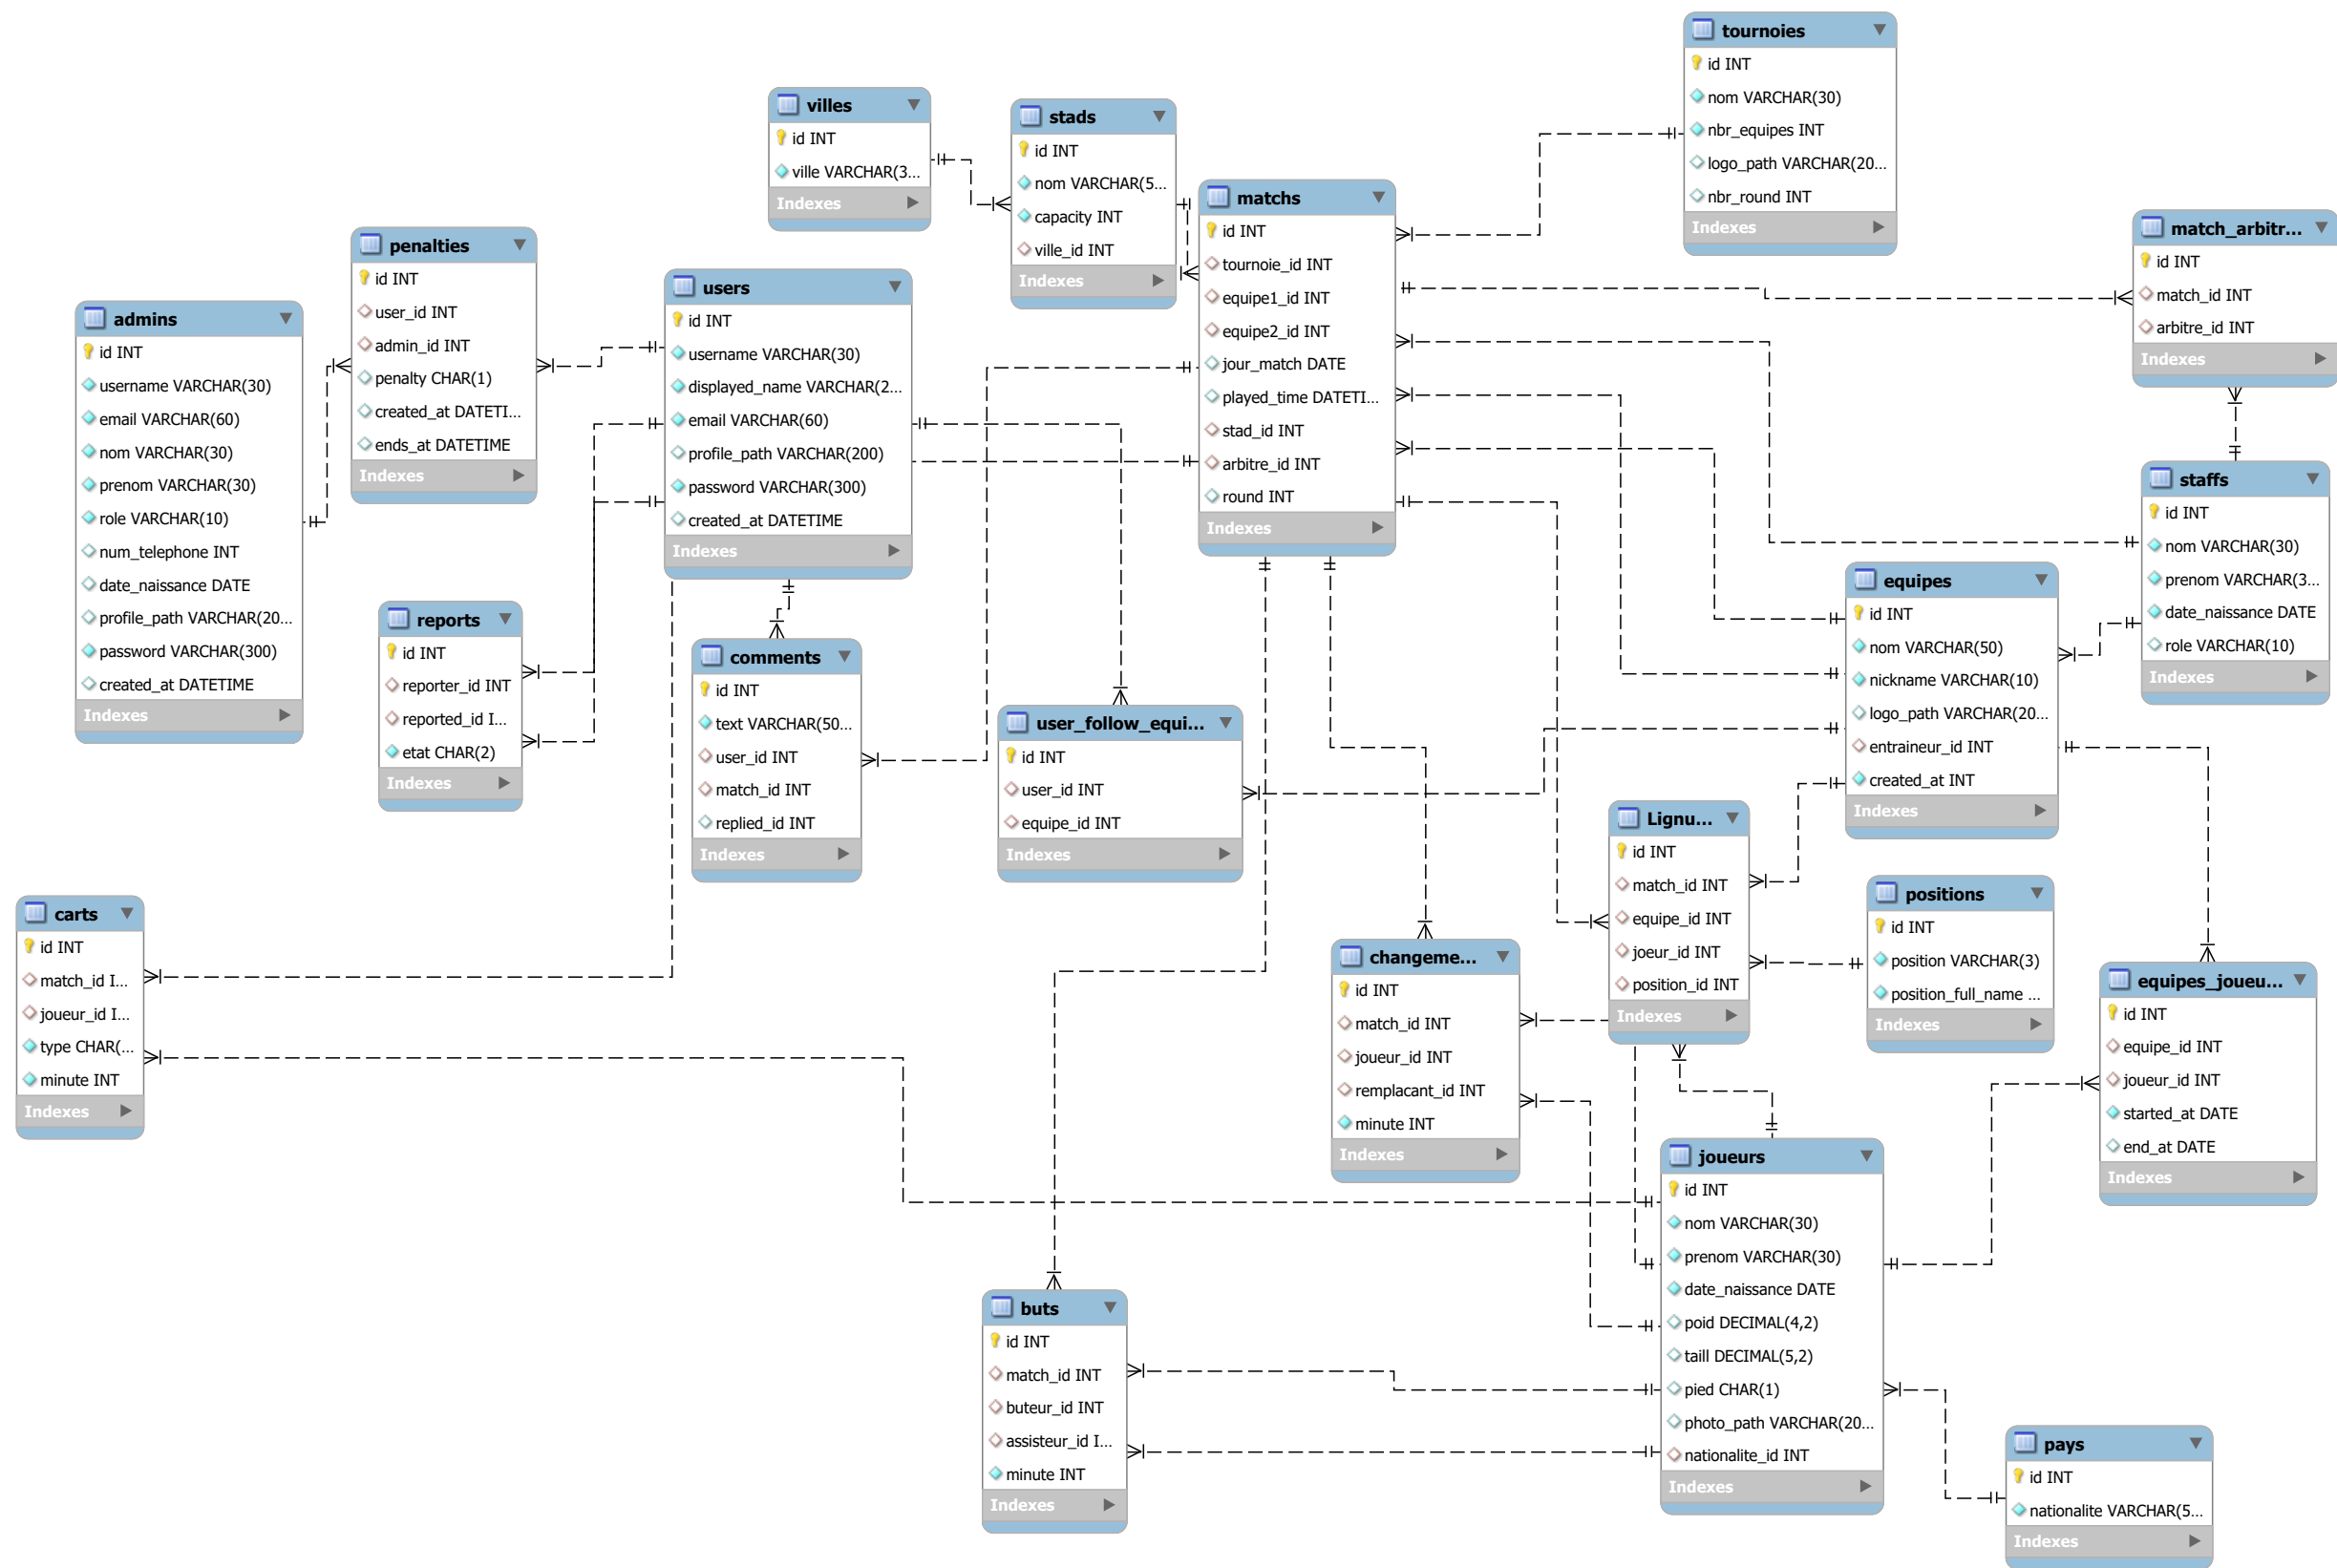 tournoies
id INT
nom VARCHAR(30)
nbr_equipes INT
logo_path VARCHAR(20...
nbr_round INT
Indexes
villes
id INT
ville VARCHAR(3...
Indexes
stads
id INT
nom VARCHAR(5...
capacity INT
ville_id INT
Indexes
matchs
id INT
tournoie_id INT
equipe1_id INT
equipe2_id INT
jour_match DATE
played_time DATETI...
stad_id INT
arbitre_id INT
round INT
Indexes
match_arbitr...
id INT
match_id INT
arbitre_id INT
Indexes
penalties
id INT
user_id INT
admin_id INT
penalty CHAR(1)
created_at DATETI...
ends_at DATETIME
Indexes
users
id INT
username VARCHAR(30)
displayed_name VARCHAR(2...
email VARCHAR(60)
profile_path VARCHAR(200)
password VARCHAR(300)
created_at DATETIME
Indexes
admins
id INT
username VARCHAR(30)
email VARCHAR(60)
nom VARCHAR(30)
prenom VARCHAR(30)
role VARCHAR(10)
num_telephone INT
date_naissance DATE
profile_path VARCHAR(20...
password VARCHAR(300)
created_at DATETIME
Indexes
staffs
id INT
nom VARCHAR(30)
prenom VARCHAR(3...
date_naissance DATE
role VARCHAR(10)
Indexes
equipes
id INT
nom VARCHAR(50)
nickname VARCHAR(10)
logo_path VARCHAR(20...
entraineur_id INT
created_at INT
Indexes
reports
id INT
reporter_id INT
reported_id I...
etat CHAR(2)
Indexes
comments
id INT
text VARCHAR(50...
user_id INT
match_id INT
replied_id INT
Indexes
user_follow_equi...
id INT
user_id INT
equipe_id INT
Indexes
Lignu...
id INT
match_id INT
equipe_id INT
joeur_id INT
position_id INT
Indexes
positions
id INT
position VARCHAR(3)
position_full_name ...
Indexes
carts
id INT
match_id I...
joueur_id I...
type CHAR(...
minute INT
Indexes
changeme...
id INT
match_id INT
joueur_id INT
remplacant_id INT
minute INT
Indexes
equipes_joueu...
id INT
equipe_id INT
joueur_id INT
started_at DATE
end_at DATE
Indexes
joueurs
id INT
nom VARCHAR(30)
prenom VARCHAR(30)
date_naissance DATE
poid DECIMAL(4,2)
taill DECIMAL(5,2)
pied CHAR(1)
photo_path VARCHAR(20...
nationalite_id INT
Indexes
buts
id INT
match_id INT
buteur_id INT
assisteur_id I...
minute INT
Indexes
pays
id INT
nationalite VARCHAR(5...
Indexes